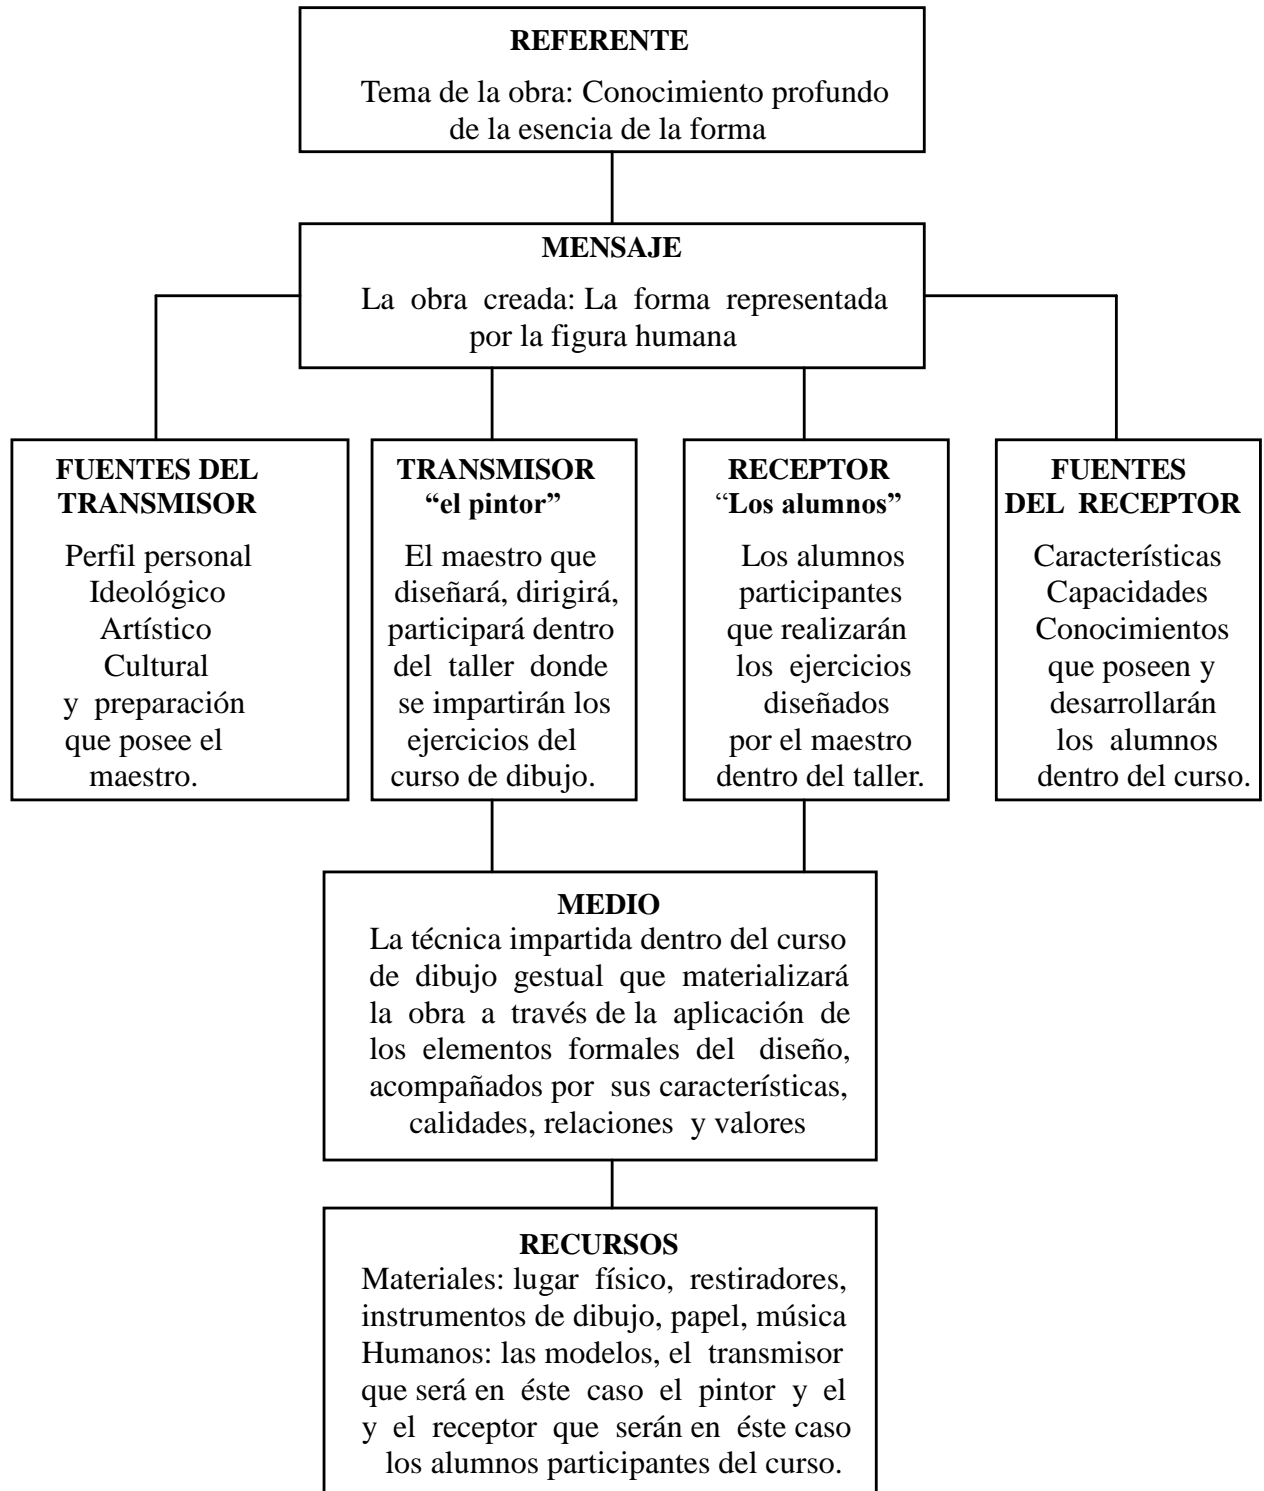 REFERENTE
Tema de la obra: Conocimiento profundo
de la esencia de la forma
MENSAJE
La obra creada: La forma representada
por la figura humana
FUENTES DEL
TRANSMISOR
Perfil personal
Ideológico
Artístico
Cultural
y preparación
que posee el
maestro.
TRANSMISOR
“el pintor”
El maestro que
diseñará, dirigirá,
participará dentro
del taller donde
se impartirán los
ejercicios del
curso de dibujo.
RECEPTOR
“Los alumnos”
Los alumnos
participantes
que realizarán
los ejercicios
diseñados
por el maestro
dentro del taller.
FUENTES
DEL RECEPTOR
Características
Capacidades
Conocimientos
que poseen y
desarrollarán
los alumnos
dentro del curso.
MEDIO
La técnica impartida dentro del curso
de dibujo gestual que materializará
la obra a través de la aplicación de
los elementos formales del diseño,
acompañados por sus características,
calidades, relaciones y valores
RECURSOS
Materiales: lugar físico, restiradores,
instrumentos de dibujo, papel, música
Humanos: las modelos, el transmisor
que será en éste caso el pintor y el
y el receptor que serán en éste caso
los alumnos participantes del curso.